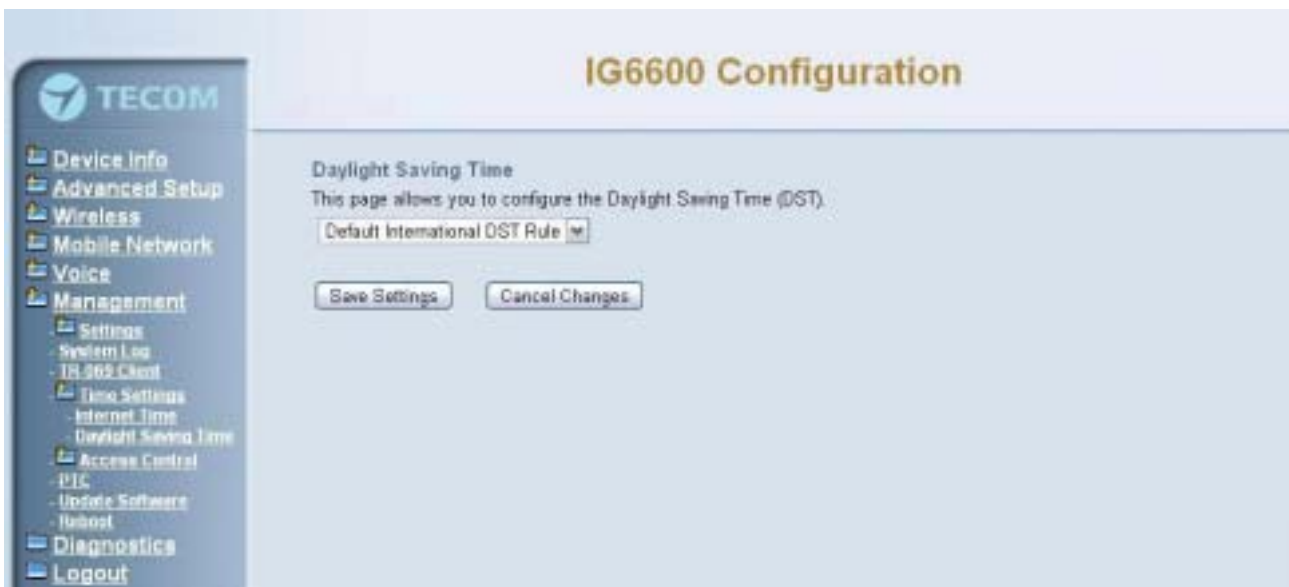 IG6600 Configuration
TECOM
Device Info
Advanced Setup
Wireless
Mobile Network
Voice
Management
Settings
- System Log
- TR-069 Client
Time Settings
- Internet Time
- Daylight Saving Time
Access Control
- Update Software
- Reboot
Diagnostics
Logout
Daylight Saving Time
This page allows you to configure the Daylight Saving Time (DST).
Default International DST Rule
Save Settings
Cancel Changes